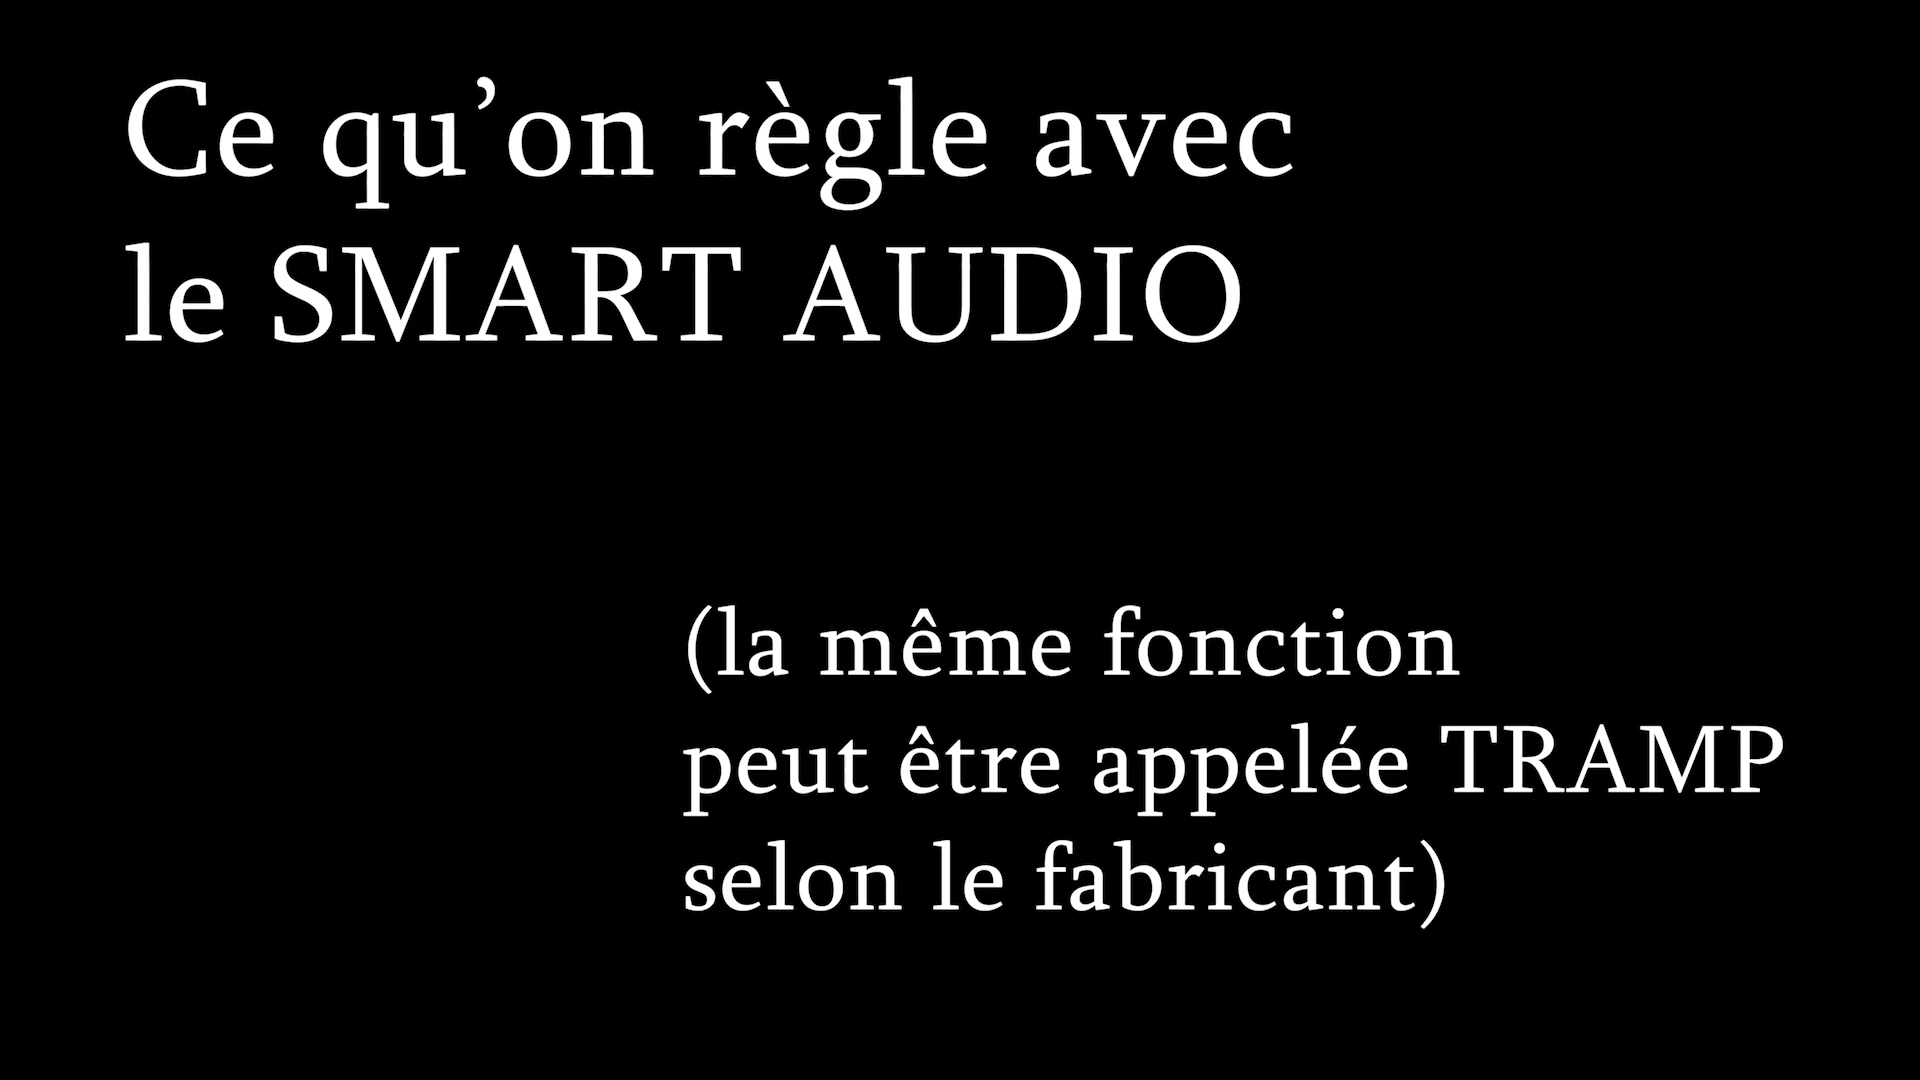 Ce qu’on règle avec
le SMART AUDIO
(la même fonction
peut être appelée TRAMP
selon le fabricant)